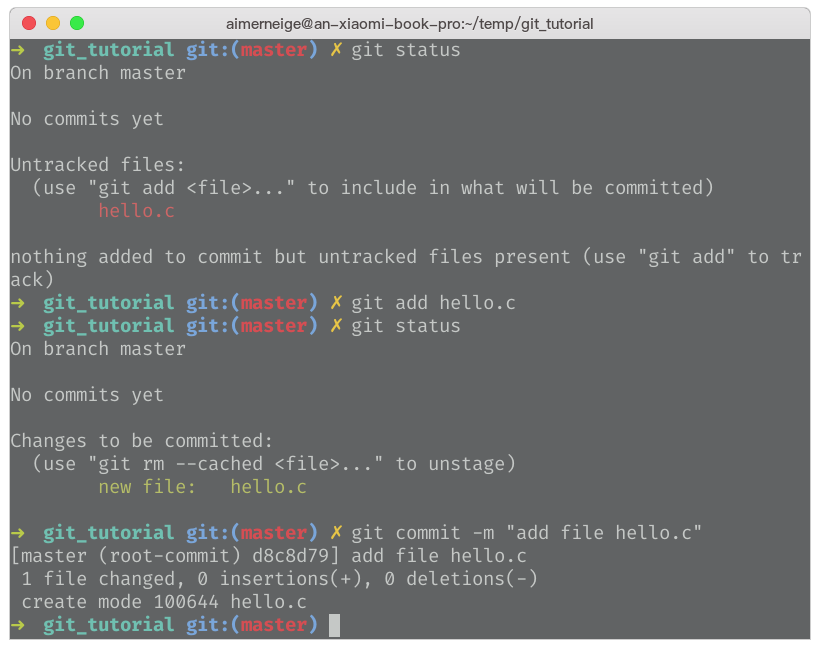 aimerneige@an-xiaomi-book-pro:~/temp/git_tutorial
➜  git_tutorial git:(master) ✗ git status
On branch master
No commits yet
Untracked files:
  (use "git add <file>..." to include in what will be committed)
        hello.c
nothing added to commit but untracked files present (use "git add" to tr
ack)
➜  git_tutorial git:(master) ✗ git add hello.c
➜  git_tutorial git:(master) ✗ git status
On branch master
No commits yet
Changes to be committed:
  (use "git rm --cached <file>..." to unstage)
        new file:   hello.c
➜  git_tutorial git:(master) ✗ git commit -m "add file hello.c"
[master (root-commit) d8c8d79] add file hello.c
 1 file changed, 0 insertions(+), 0 deletions(-)
 create mode 100644 hello.c
➜  git_tutorial git:(master)